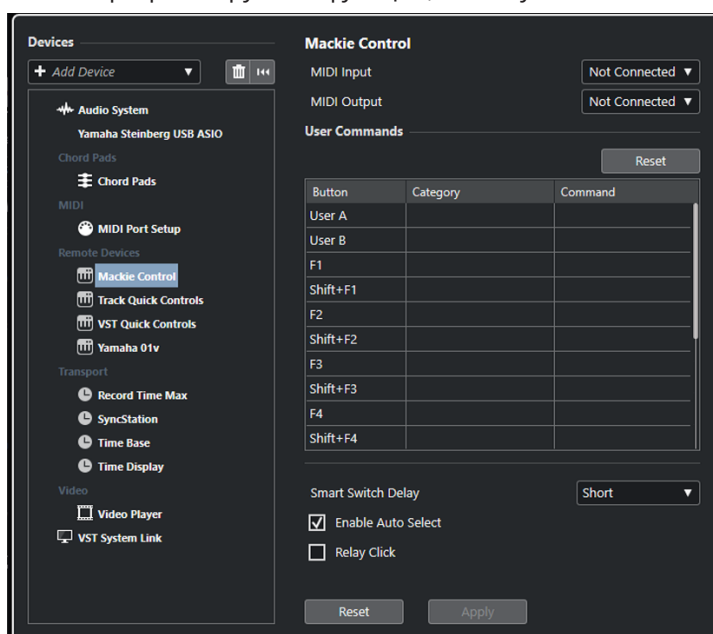 Devices
Add Device
Audio System
Yamaha Steinberg USB ASIO
Chord Pads
Chord Pads
MIDI
MIDI Port Setup
Remote Devices
Mackie Control
Track Quick Controls
VST Quick Controls
Yamaha 01v
Transport
Record Time Max
SyncStation
Time Base
Time Display
Video
Video Player
VST System Link
Mackie Control
MIDI Input Not Connected
MIDI Output Not Connected
User Commands
Reset
Button Category Command
User A
User B
F1
Shift+F1
F2
Shift+F2
F3
Shift+F3
F4
Shift+F4
Smart Switch Delay Short
Enable Auto Select
Relay Click
Reset Apply